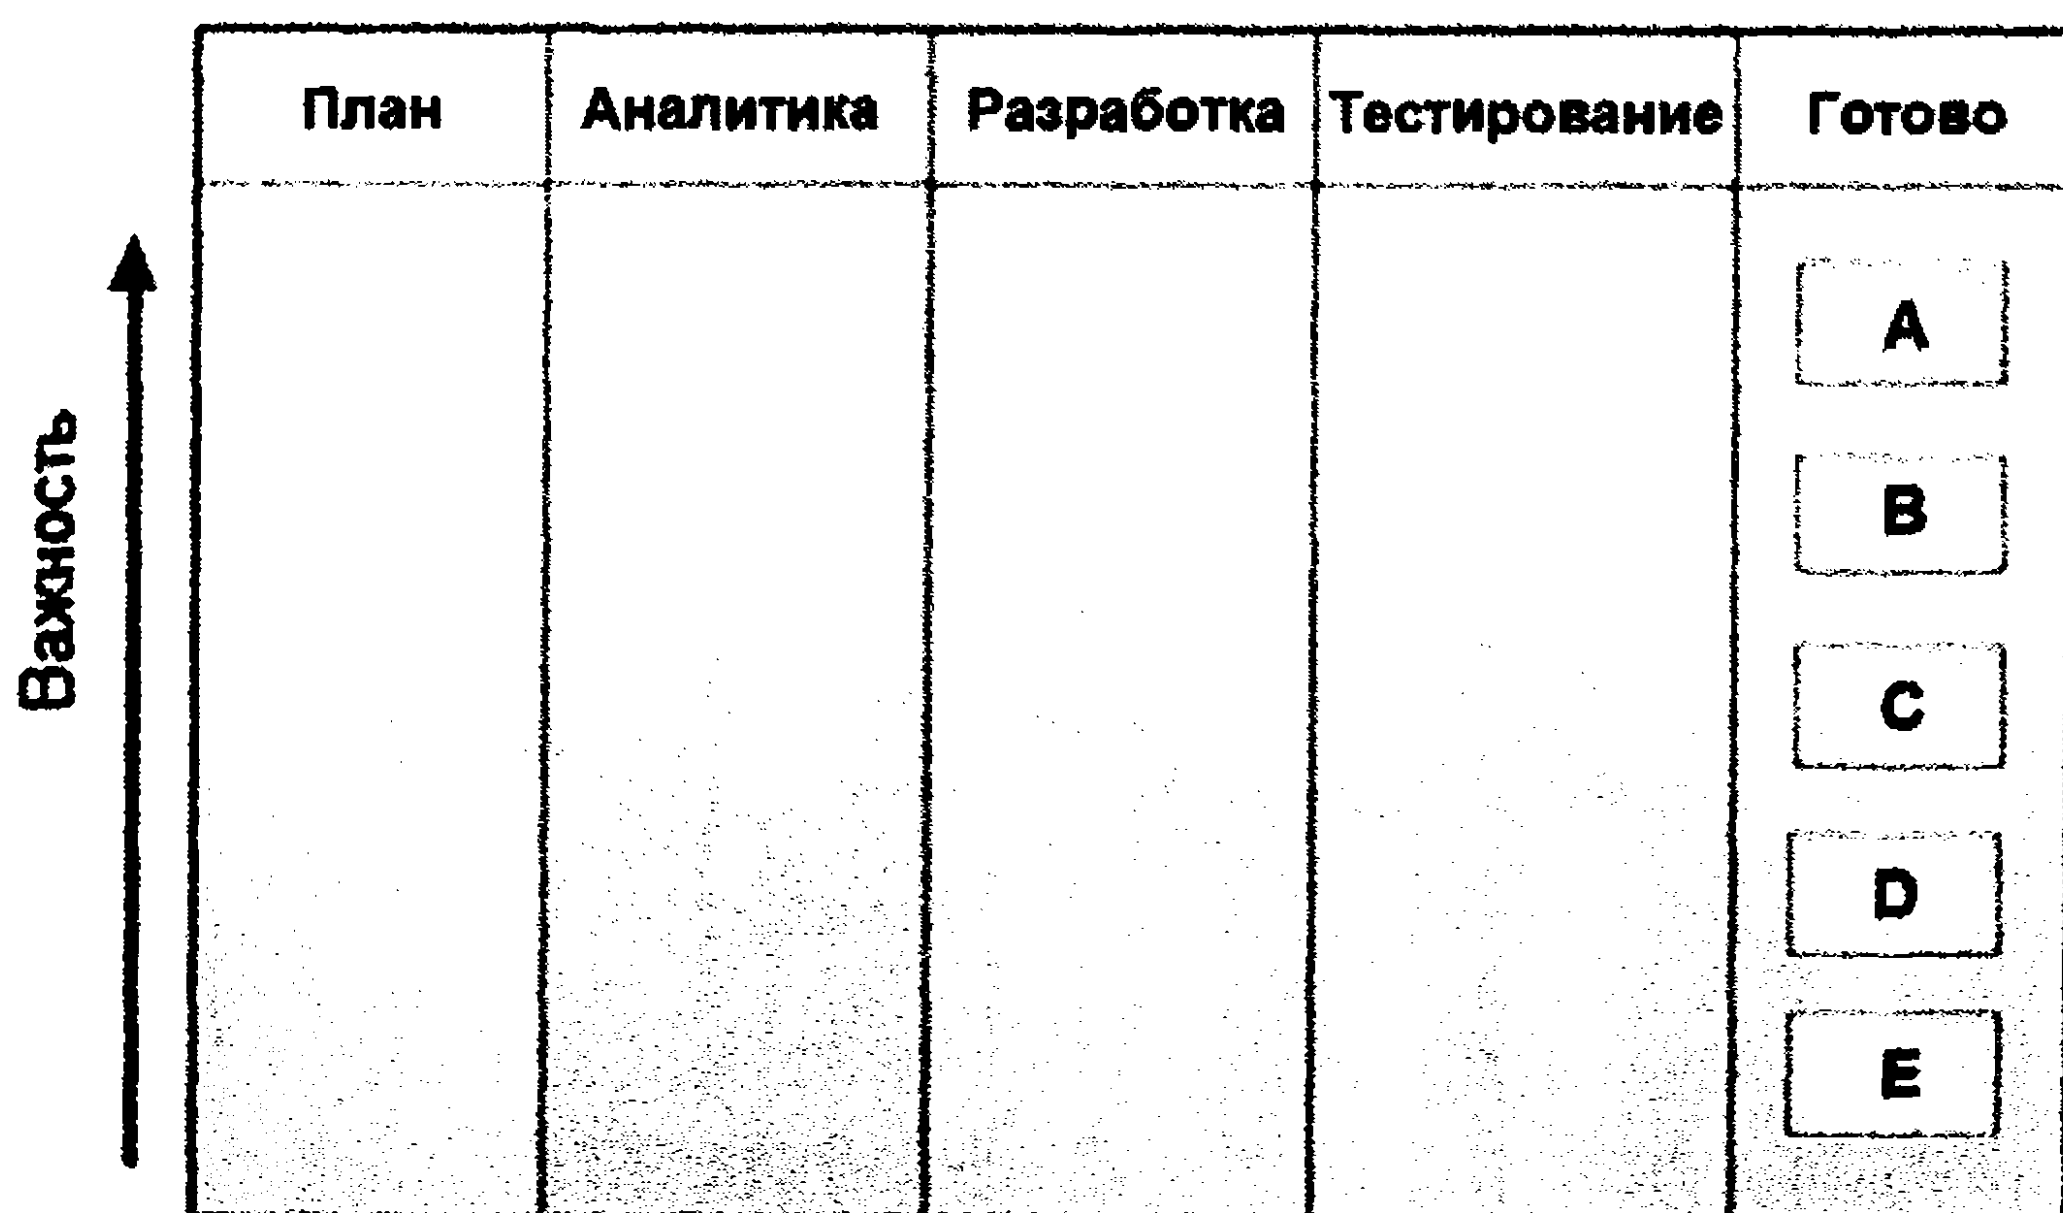 План Аналитика Разработка Тестирование Готово
Важность
A
B
C
D
E